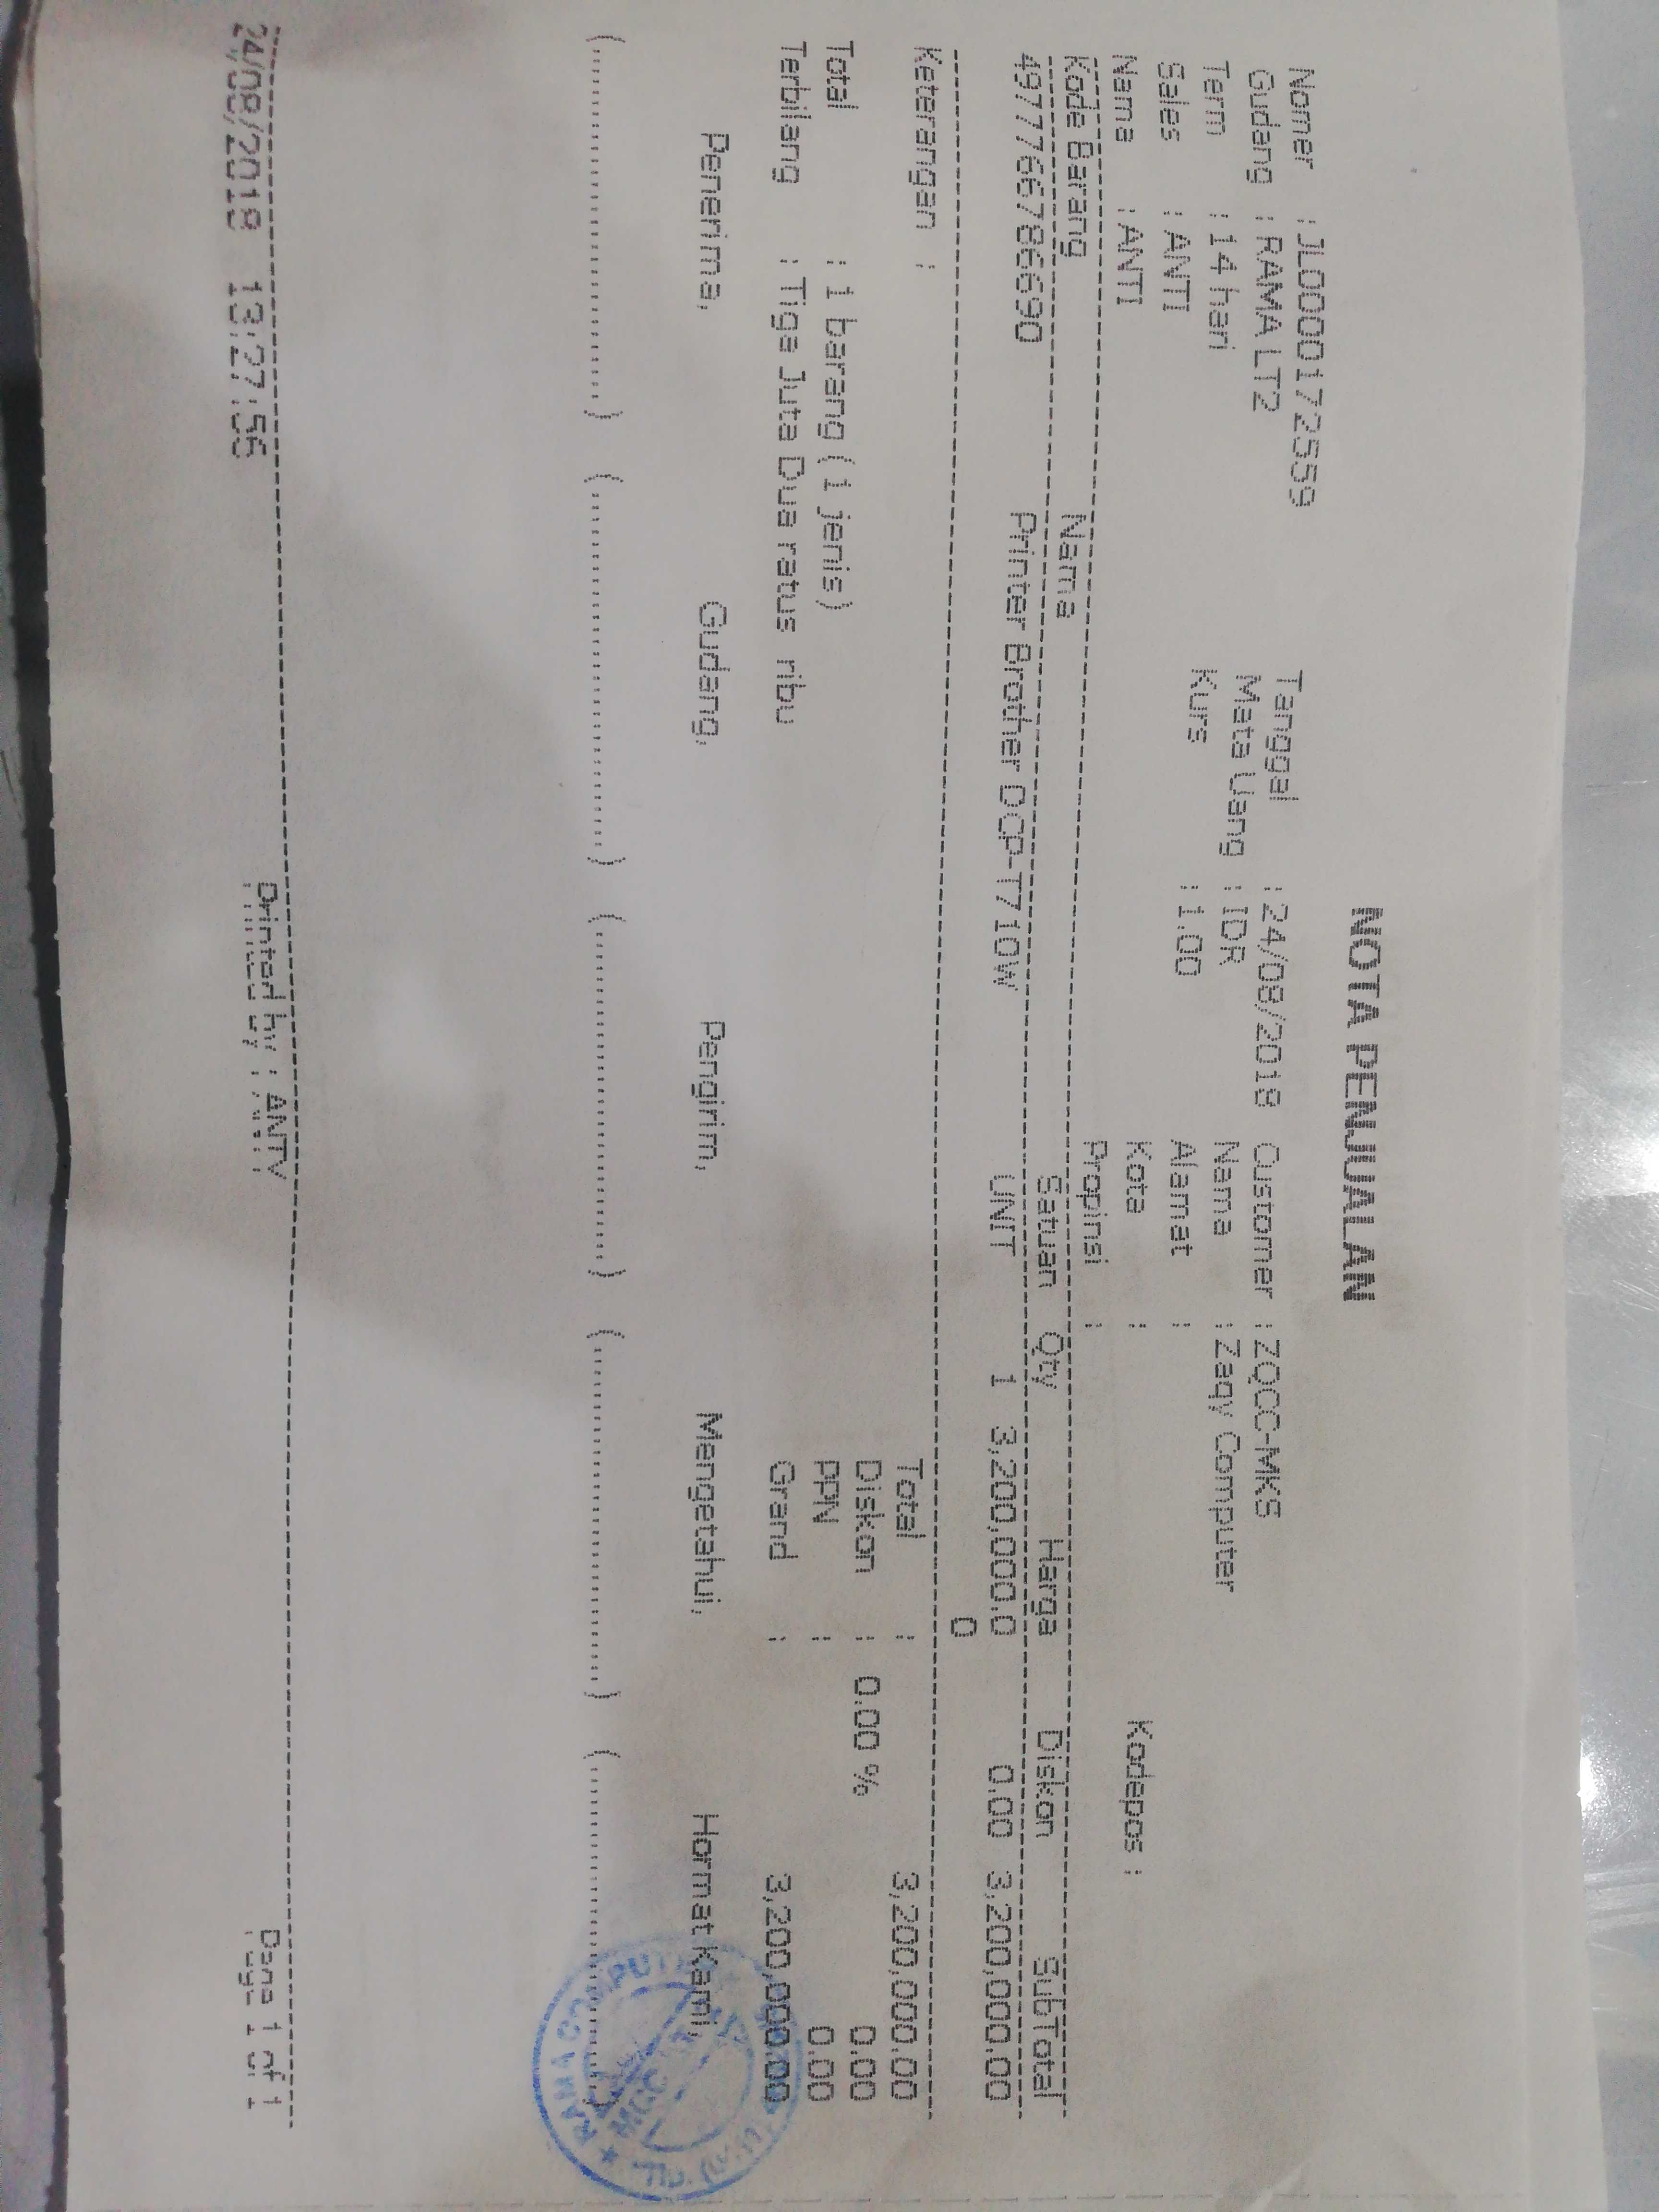 NOTA PENJUALAN
Nomer : JL000172559 Tanggal : 24/08/2018 Customer : ZQCC-MKS
Gudang : RAMA LT2 Mata Uang : IDR Nama : Zaqy Computer
Term : 14 hari Kurs : 1.00 Alamat :
Sales : ANTI Kota : Kodepos :
Nama : ANTI Propinsi :
Kode Barang Nama Satuan Qty Harga Diskon SubTotal
4977766786690 Printer Brother DCP-T710W UNIT 1 3,200,000.0 0.00 3,200,000.00
0
Keterangan : Total : 3,200,000.00
Diskon : 0.00 % 0.00
Total : 1 barang ( 1 jenis) PPN : 0.00
Terbilang : Tiga Juta Dua ratus ribu Grand : 3,200,000.00
Penerima, Gudang, Pengirim, Mengetahui, Hormat Kami,
(..............) (..............) (..............) (..............) (..............)
RAMA COMPUT
24/08/2018 13:27:56 Printed by : ANTY Page 1 of 1